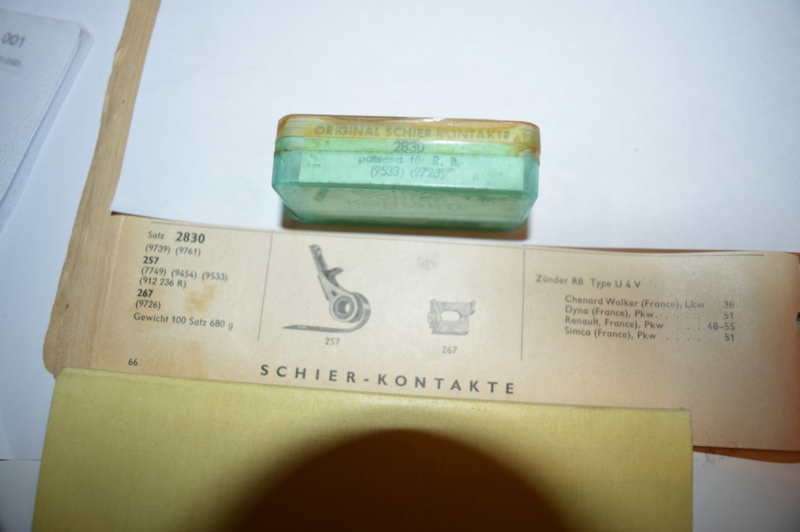 001
ORIGINAL SCHIER KONTAKTE
2830
passend für R. B.
(9533) (9726)
Satz 2830
(9739) (9761)
257
(7749) (9454) (9533)
(912 236 R)
267
(9726)
Gewicht 100 Satz 680 g
257
267
Zünder RB Type U 4 V
Chenard Walker (France), Lkw 38
Dyna (France), Pkw . . . . . 51
Renault, France), Pkw . . . . 48–55
Simca (France), Pkw . . . . . 51
66
SCHIER-KONTAKTE